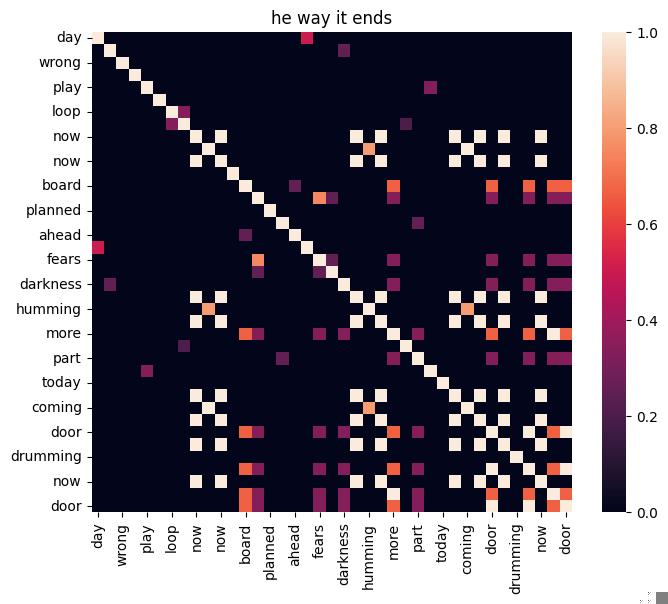 he way it ends
day
wrong
play
loop
now
now
board
planned
ahead
fears
darkness
humming
more
part
today
coming
door
drumming
now
door
1.0
0.8
0.6
0.4
0.2
0.0
day
wrong
play
loop
now
now
board
planned
ahead
fears
darkness
humming
more
part
today
coming
door
drumming
now
door